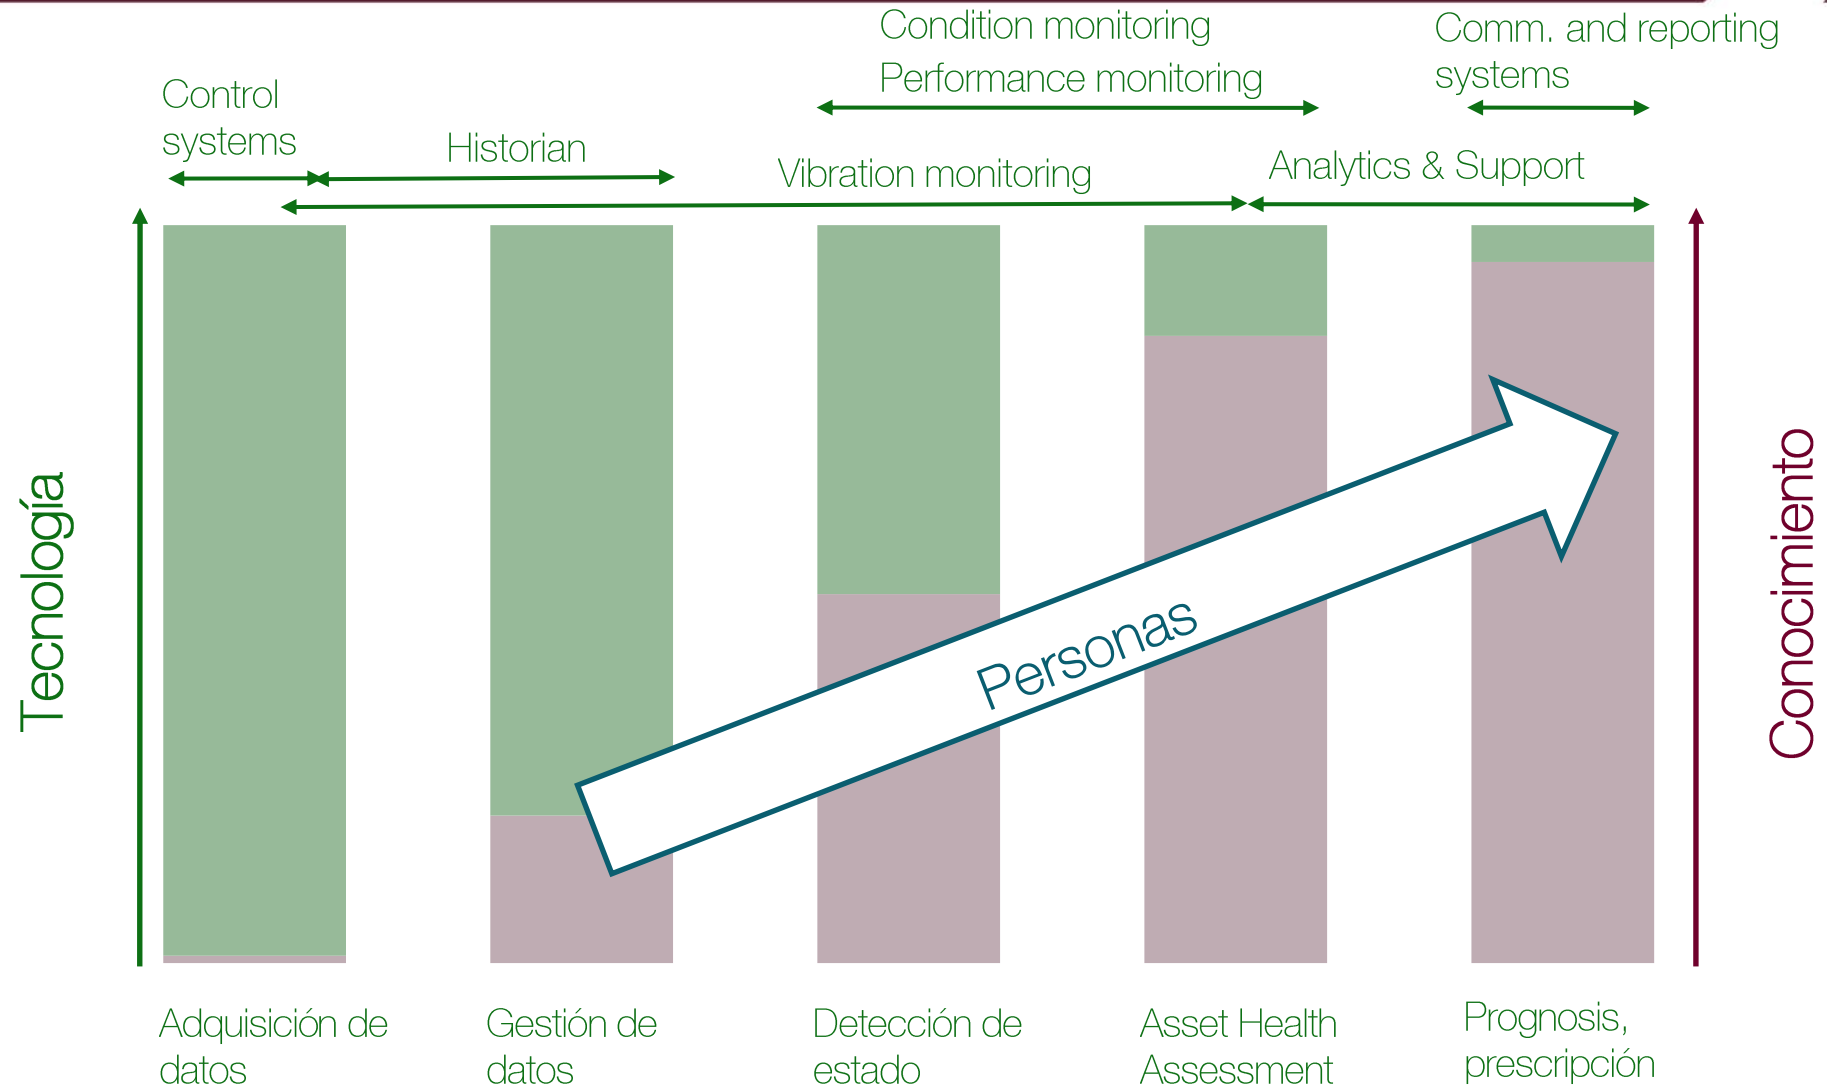 Condition monitoring
Performance monitoring
Comm. and reporting
systems
Control
systems
Historian
Vibration monitoring
Analytics & Support
Tecnología
Personas
Conocimiento
Adquisición de
datos
Gestión de
datos
Detección de
estado
Asset Health
Assessment
Prognosis,
prescripción